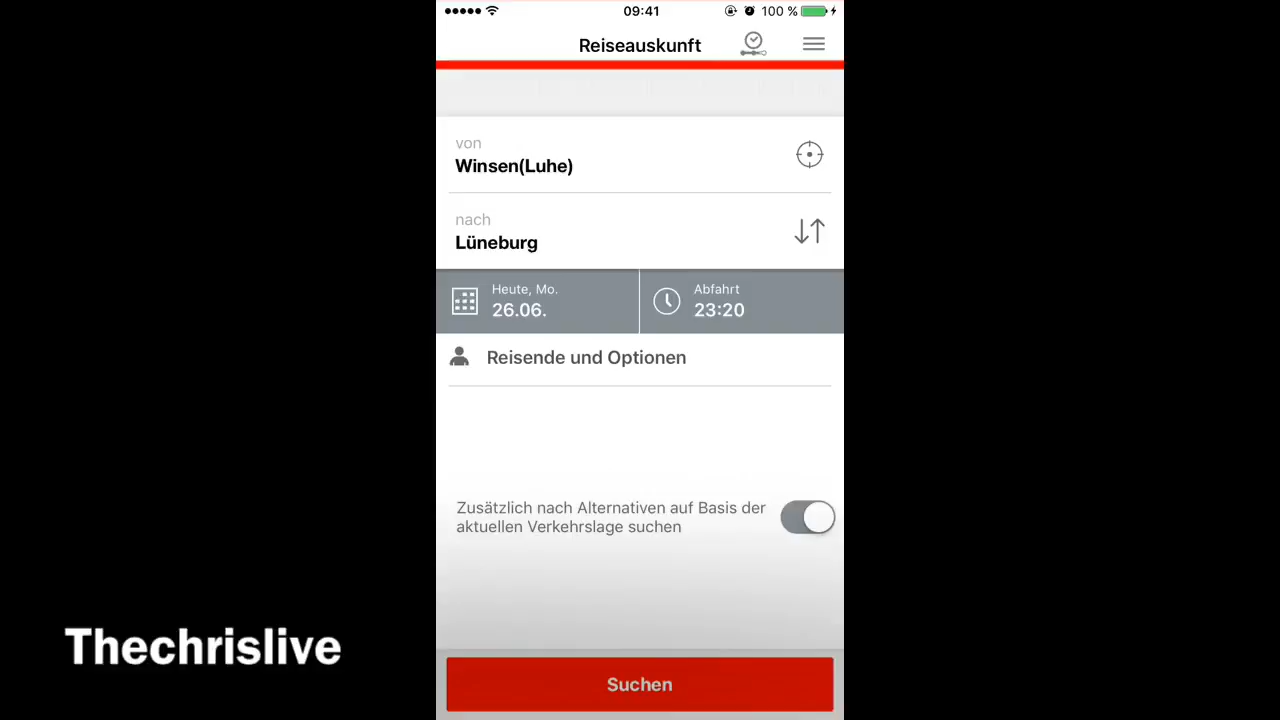 09:41
100 %
Reiseauskunft
von
Winsen(Luhe)
nach
Lüneburg
Heute, Mo.
26.06.
Abfahrt
23:20
Reisende und Optionen
Zusätzlich nach Alternativen auf Basis der
aktuellen Verkehrslage suchen
Thechrislive
Suchen